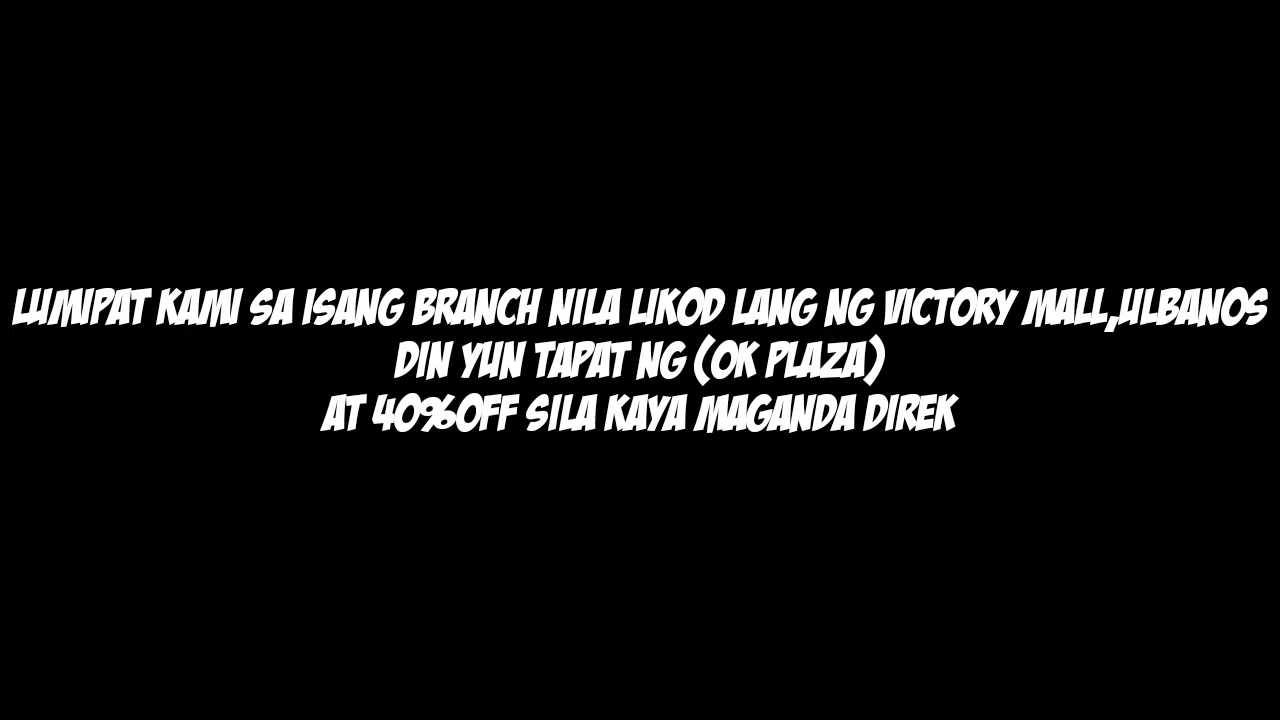 LUMIPAT KAMI SA ISANG BRANCH NILA LIKOD LANG NG VICTORY MALL,ULBANOS
DIN YUN TAPAT NG (OK PLAZA)
AT 40%OFF SILA KAYA MAGANDA DIREK